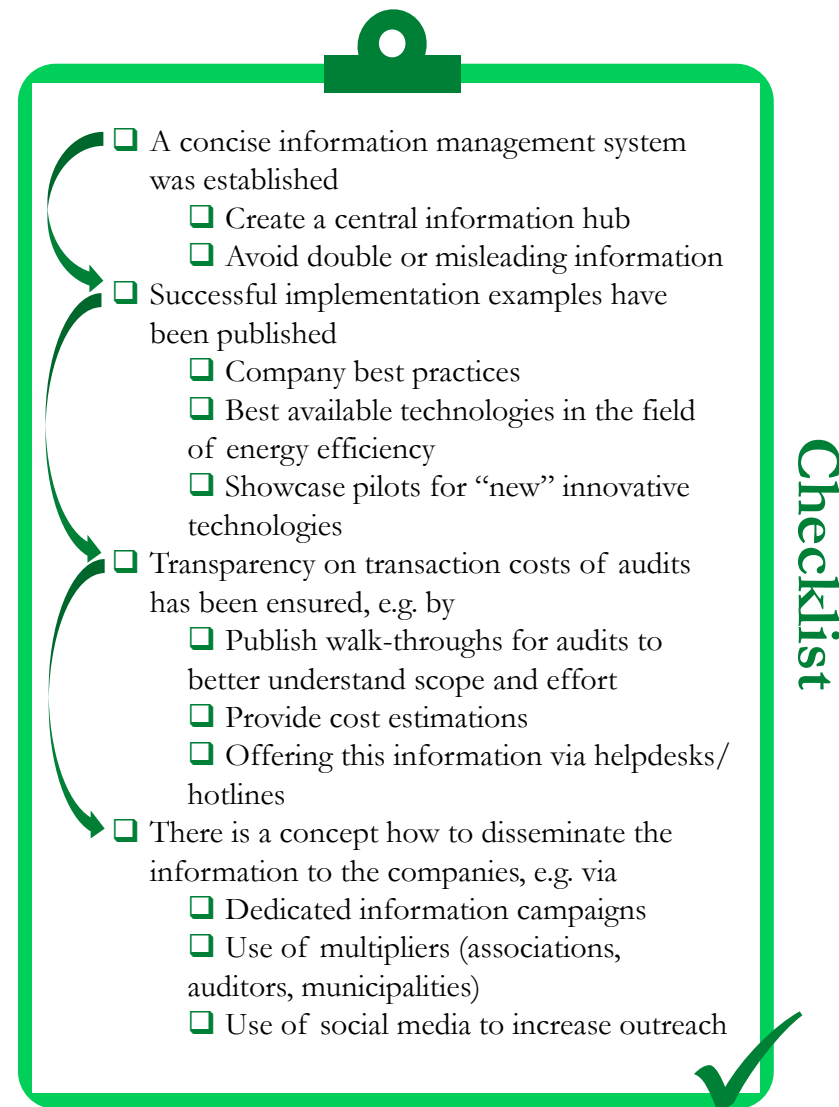 ❑ A concise information management system
was established
❑ Create a central information hub
❑ Avoid double or misleading information
❑ Successful implementation examples have
been published
❑ Company best practices
❑ Best available technologies in the field
of energy efficiency
❑ Showcase pilots for “new” innovative
technologies
❑ Transparency on transaction costs of audits
has been ensured, e.g. by
❑ Publish walk-throughs for audits to
better understand scope and effort
❑ Provide cost estimations
❑ Offering this information via helpdesks/
hotlines
❑ There is a concept how to disseminate the
information to the companies, e.g. via
❑ Dedicated information campaigns
❑ Use of multipliers (associations,
auditors, municipalities)
❑ Use of social media to increase outreach
Checklist